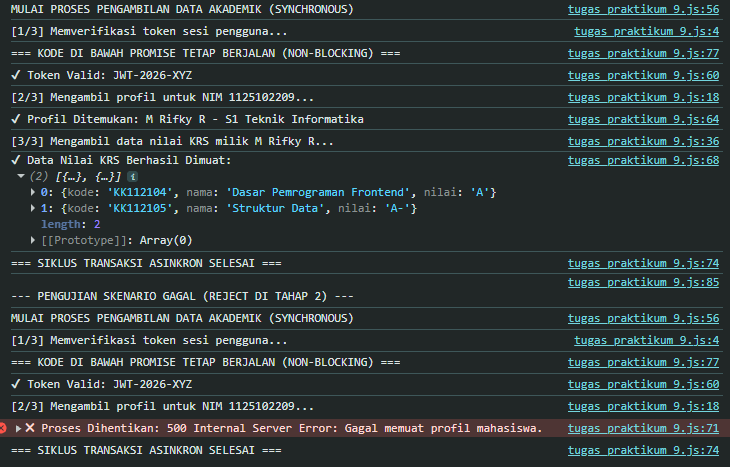 MULAI PROSES PENGAMBILAN DATA AKADEMIK (SYNCHRONOUS) tugas praktikum 9.js:56
[1/3] Memverifikasi token sesi pengguna... tugas praktikum 9.js:4
=== KODE DI BAWAH PROMISE TETAP BERJALAN (NON-BLOCKING) === tugas praktikum 9.js:77
✓ Token Valid: JWT-2026-XYZ tugas praktikum 9.js:60
[2/3] Mengambil profil untuk NIM 1125102209... tugas praktikum 9.js:18
✓ Profil Ditemukan: M Rifky R - S1 Teknik Informatika tugas praktikum 9.js:64
[3/3] Mengambil data nilai KRS milik M Rifky R... tugas praktikum 9.js:36
✓ Data Nilai KRS Berhasil Dimuat: tugas praktikum 9.js:68
▼ (2) [{…}, {…}] i
▶ 0: {kode: 'KK112104', nama: 'Dasar Pemrograman Frontend', nilai: 'A'}
▶ 1: {kode: 'KK112105', nama: 'Struktur Data', nilai: 'A-'}
length: 2
▶ [[Prototype]]: Array(0)
=== SIKLUS TRANSAKSI ASINKRON SELESAI === tugas praktikum 9.js:74
tugas praktikum 9.js:85
--- PENGUJIAN SKENARIO GAGAL (REJECT DI TAHAP 2) ---
MULAI PROSES PENGAMBILAN DATA AKADEMIK (SYNCHRONOUS) tugas praktikum 9.js:56
[1/3] Memverifikasi token sesi pengguna... tugas praktikum 9.js:4
=== KODE DI BAWAH PROMISE TETAP BERJALAN (NON-BLOCKING) === tugas praktikum 9.js:77
✓ Token Valid: JWT-2026-XYZ tugas praktikum 9.js:60
[2/3] Mengambil profil untuk NIM 1125102209... tugas praktikum 9.js:18
▶ ❌ Proses Dihentikan: 500 Internal Server Error: Gagal memuat profil mahasiswa. tugas praktikum 9.js:71
=== SIKLUS TRANSAKSI ASINKRON SELESAI === tugas praktikum 9.js:74